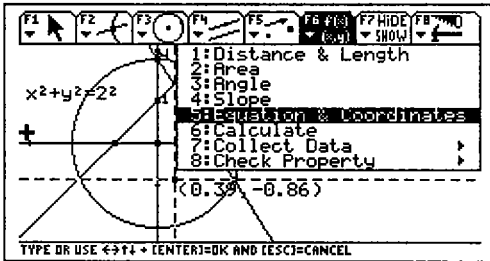 F1 F2 F3 F4 F5 F6 F7 HIDE F8
SHOW
1:Distance & Length
2:Area
3:Angle
4:Slope
5:Equation & Coordinates
6:Calculate
7:Collect Data
8:Check Property
x²+y²=2²
1
(0.39,-0.86)
TYPE OR USE ←→↑↓ + [ENTER]=OK AND [ESC]=CANCEL